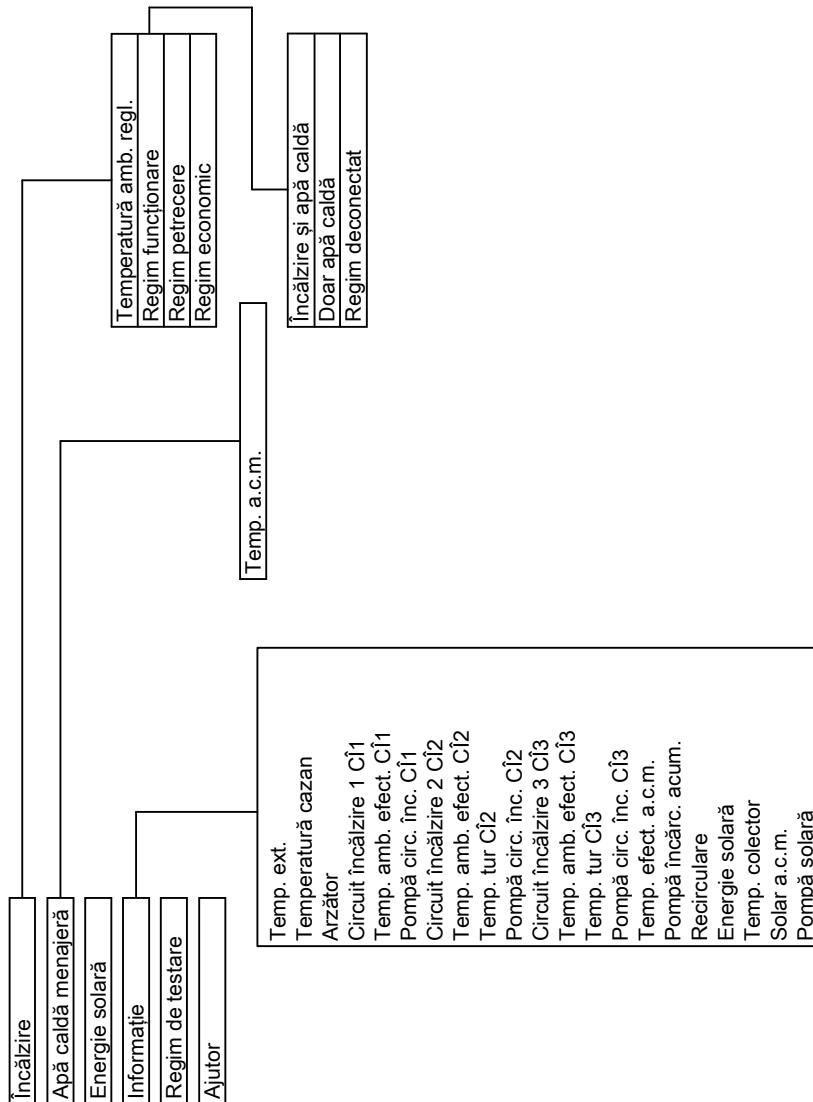 Încălzire
Apă caldă menajeră
Energie solară
Informație
Regim de testare
Ajutor
Temp. ext.
Temperatură cazan
Arzător
Circuit încălzire 1 CÎ1
Temp. amb. efect. CÎ1
Pompă circ. înc. CÎ1
Circuit încălzire 2 CÎ2
Temp. amb. efect. CÎ2
Temp. tur CÎ2
Pompă circ. înc. CÎ2
Circuit încălzire 3 CÎ3
Temp. amb. efect. CÎ3
Temp. tur CÎ3
Pompă circ. înc. CÎ3
Temp. efect. a.c.m.
Pompă încărc. acum.
Recirculare
Energie solară
Temp. colector
Solar a.c.m.
Pompă solară
Temp. a.c.m.
Temperatură amb. regl.
Regim funcționare
Regim petrecere
Regim economic
Încălzire și apă caldă
Doar apă caldă
Regim deconectat